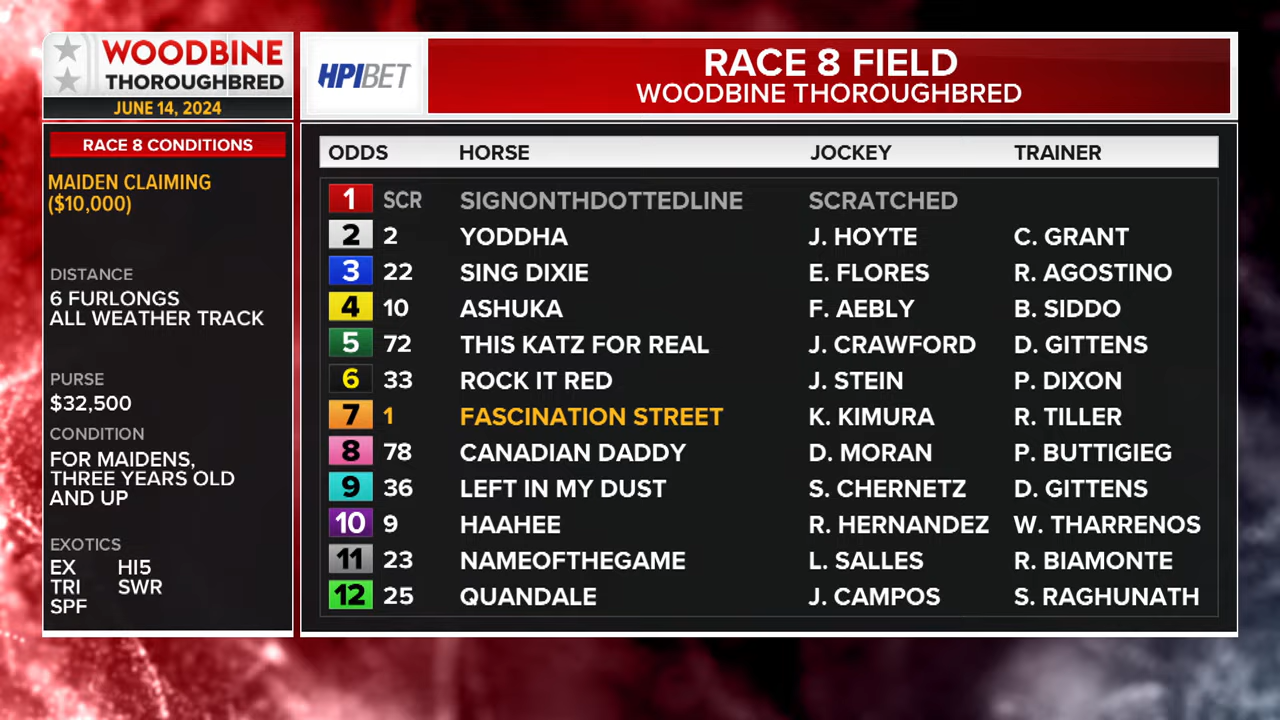 WOODBINE
THOROUGHBRED
JUNE 14, 2024
HPIBET
RACE 8 FIELD
WOODBINE THOROUGHBRED
RACE 8 CONDITIONS
MAIDEN CLAIMING
($10,000)
DISTANCE
6 FURLONGS
ALL WEATHER TRACK
PURSE
$32,500
CONDITION
FOR MAIDENS,
THREE YEARS OLD
AND UP
EXOTICS
EX HI5
TRI SWR
SPF
ODDS HORSE JOCKEY TRAINER
1 SCR SIGNONTHDOTTEDLINE SCRATCHED
2 2 YODDHA J. HOYTE C. GRANT
3 22 SING DIXIE E. FLORES R. AGOSTINO
4 10 ASHUKA F. AEBLY B. SIDDO
5 72 THIS KATZ FOR REAL J. CRAWFORD D. GITTENS
6 33 ROCK IT RED J. STEIN P. DIXON
7 1 FASCINATION STREET K. KIMURA R. TILLER
8 78 CANADIAN DADDY D. MORAN P. BUTTIGIEG
9 36 LEFT IN MY DUST S. CHERNETZ D. GITTENS
10 9 HAAHEE R. HERNANDEZ W. THARRENOS
11 23 NAMEOFTHEGAME L. SALLES R. BIAMONTE
12 25 QUANDALE J. CAMPOS S. RAGHUNATH